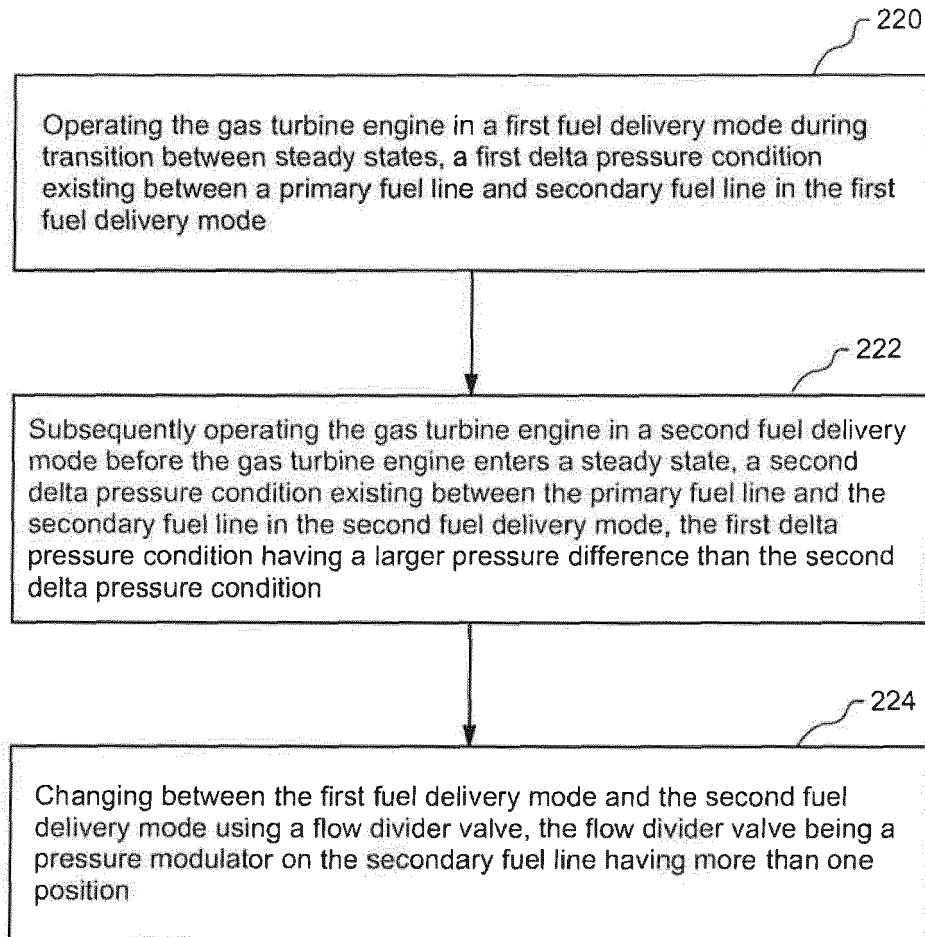 220
Operating the gas turbine engine in a first fuel delivery mode during
transition between steady states, a first delta pressure condition
existing between a primary fuel line and secondary fuel line in the first
fuel delivery mode
222
Subsequently operating the gas turbine engine in a second fuel delivery
mode before the gas turbine engine enters a steady state, a second
delta pressure condition existing between the primary fuel line and the
secondary fuel line in the second fuel delivery mode, the first delta
pressure condition having a larger pressure difference than the second
delta pressure condition
224
Changing between the first fuel delivery mode and the second fuel
delivery mode using a flow divider valve, the flow divider valve being a
pressure modulator on the secondary fuel line having more than one
position